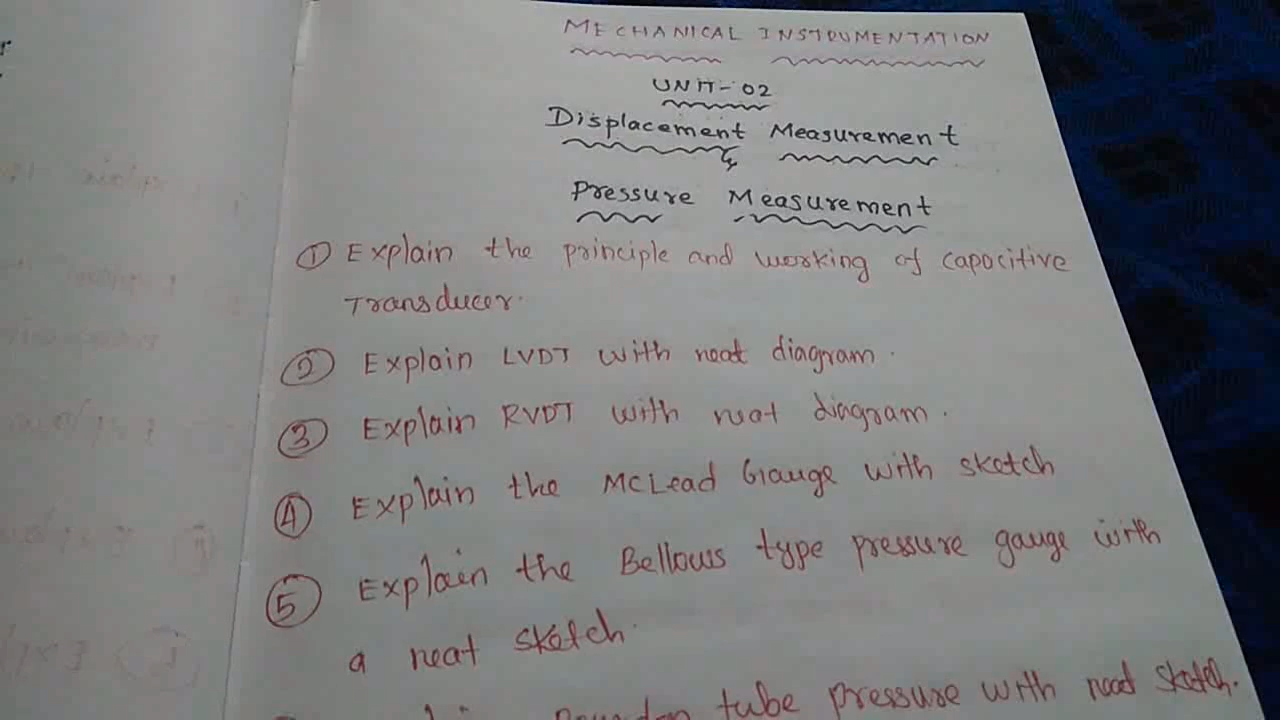 MECHANICAL INSTRUMENTATION
UNIT-02
Displacement Measurement
&
Pressure Measurement
① Explain the principle and working of capacitive
Transducer.
② Explain LVDT with neat diagram.
③ Explain RVDT with neat diagram.
④ Explain the McLead Gauge with sketch
⑤ Explain the Bellows type pressure gauge with
a neat sketch.
tube pressure with neat sketch.